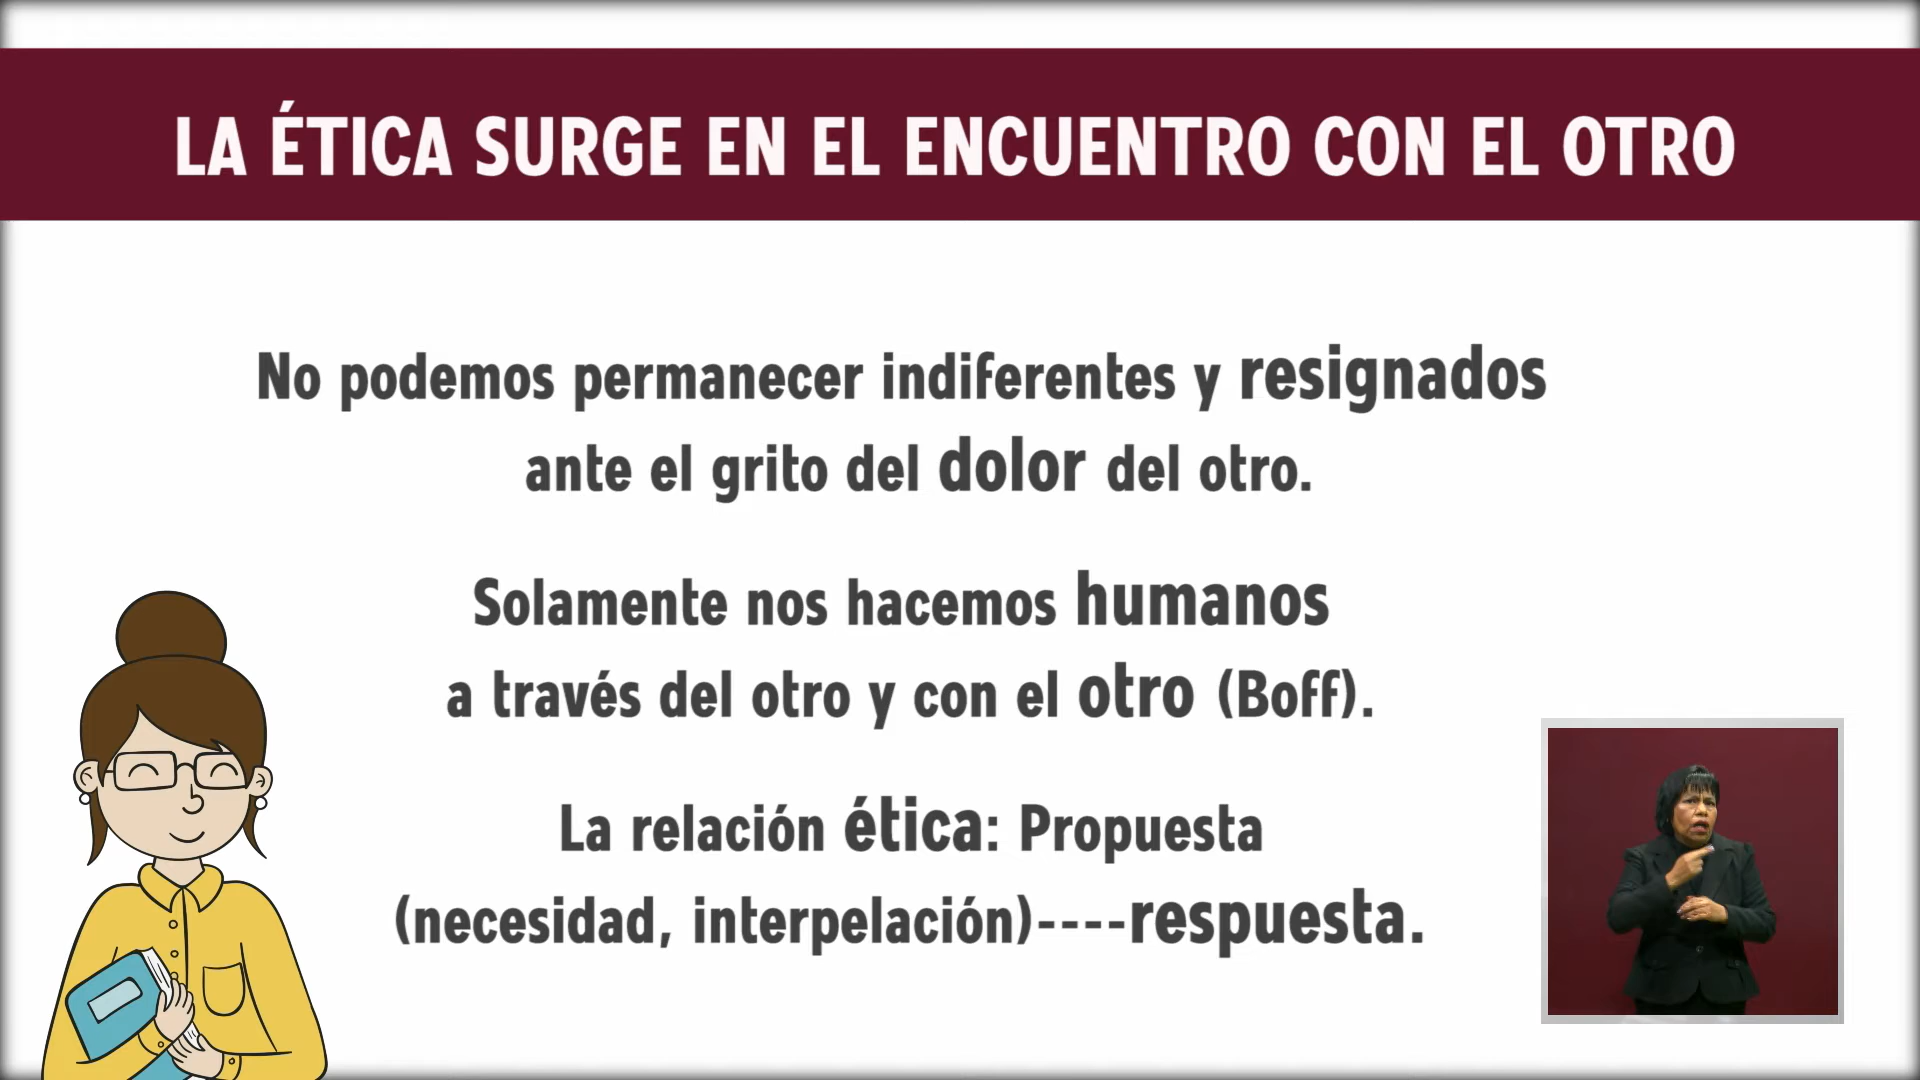 LA ÉTICA SURGE EN EL ENCUENTRO CON EL OTRO
No podemos permanecer indiferentes y resignados
ante el grito del dolor del otro.
Solamente nos hacemos humanos
a través del otro y con el otro (Boff).
La relación ética: Propuesta
(necesidad, interpelación)----respuesta.